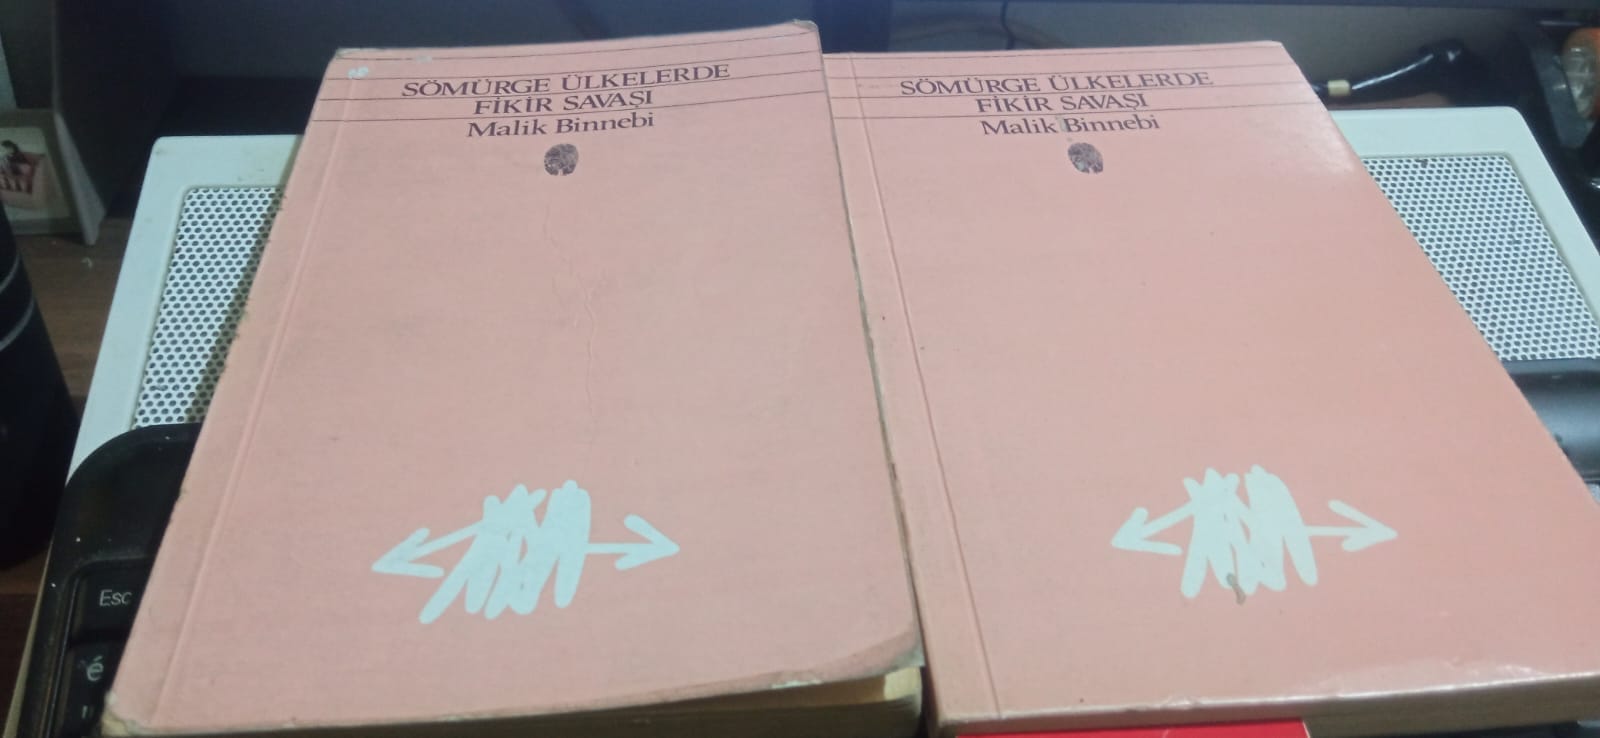 SÖMÜRGE ÜLKELERDE
FİKİR SAVAŞI
Malik Binnebi
SÖMÜRGE ÜLKELERDE
FİKİR SAVAŞI
Malik Binnebi
Esc
é
"